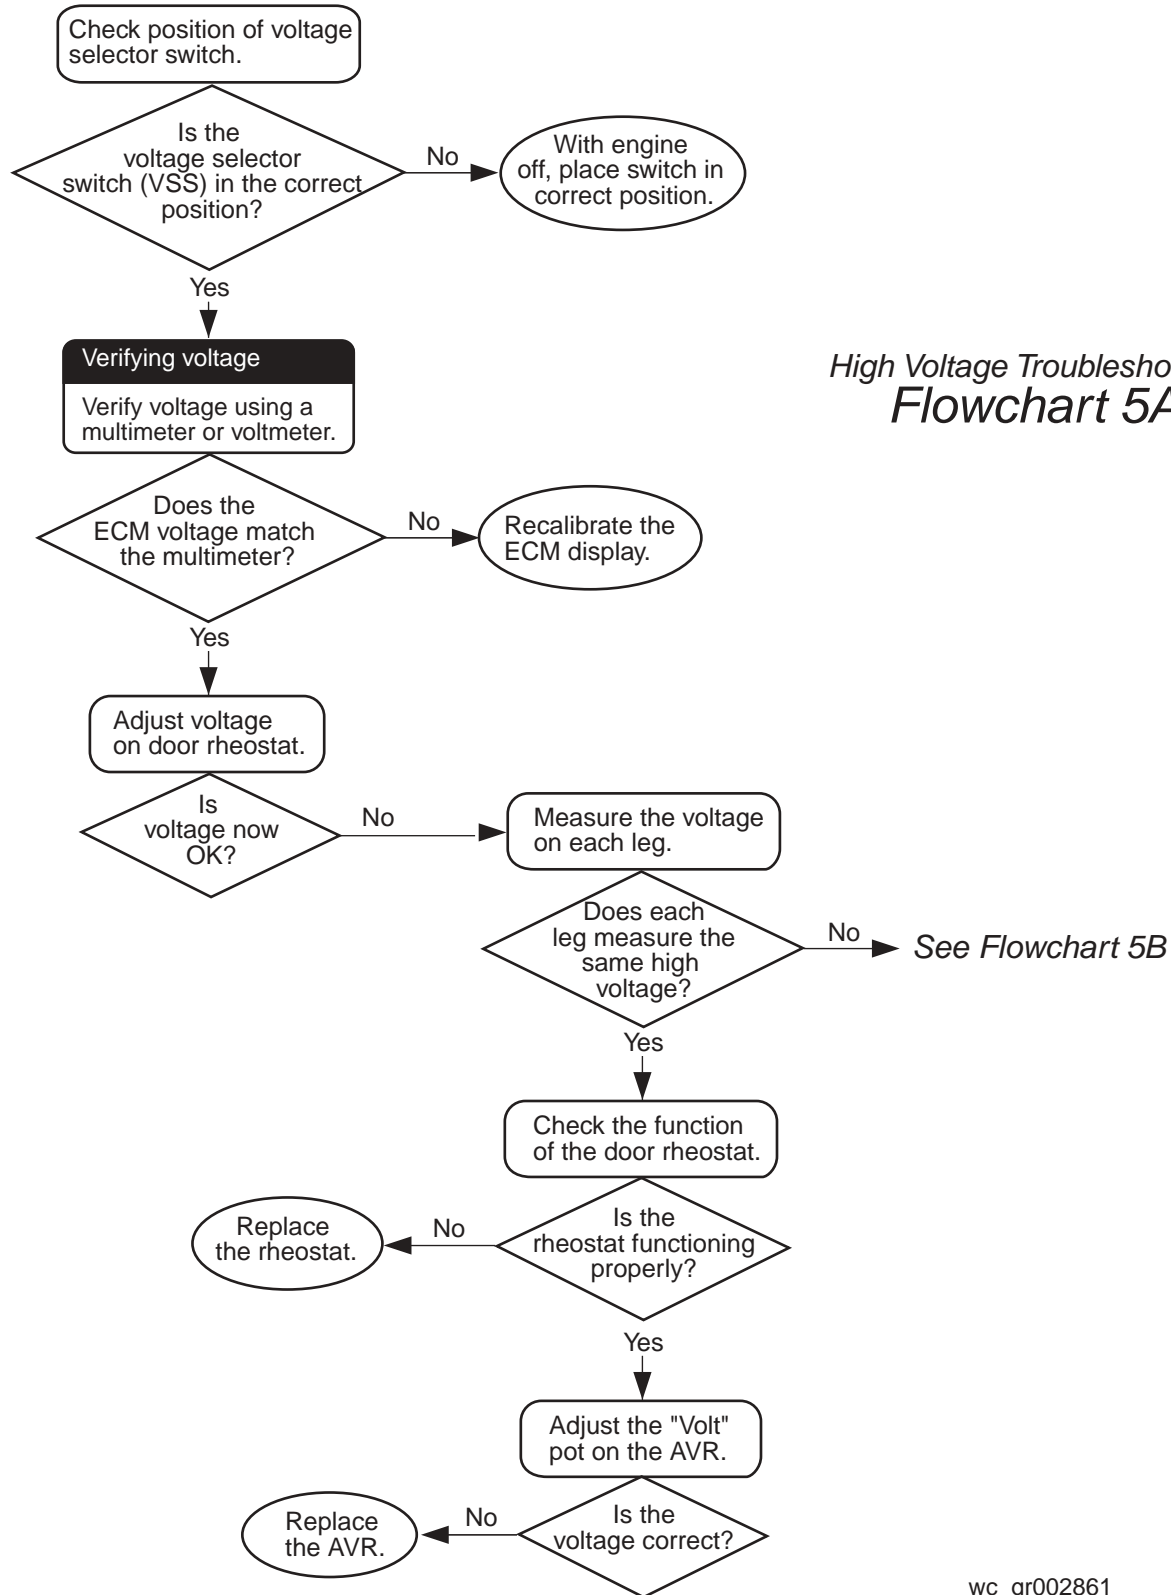 Check position of voltage
selector switch.
Is the
voltage selector
switch (VSS) in the correct
position?
No
With engine
off, place switch in
correct position.
Yes
Verifying voltage
Verify voltage using a
multimeter or voltmeter.
High Voltage Troublesho
Flowchart 5A
Does the
ECM voltage match
the multimeter?
No
Recalibrate the
ECM display.
Yes
Adjust voltage
on door rheostat.
Is
voltage now
OK?
No
Measure the voltage
on each leg.
Does each
leg measure the
same high
voltage?
No
See Flowchart 5B
Yes
Check the function
of the door rheostat.
Is the
rheostat functioning
properly?
No
Replace
the rheostat.
Yes
Adjust the "Volt"
pot on the AVR.
Is the
voltage correct?
No
Replace
the AVR.
wc_gr002861